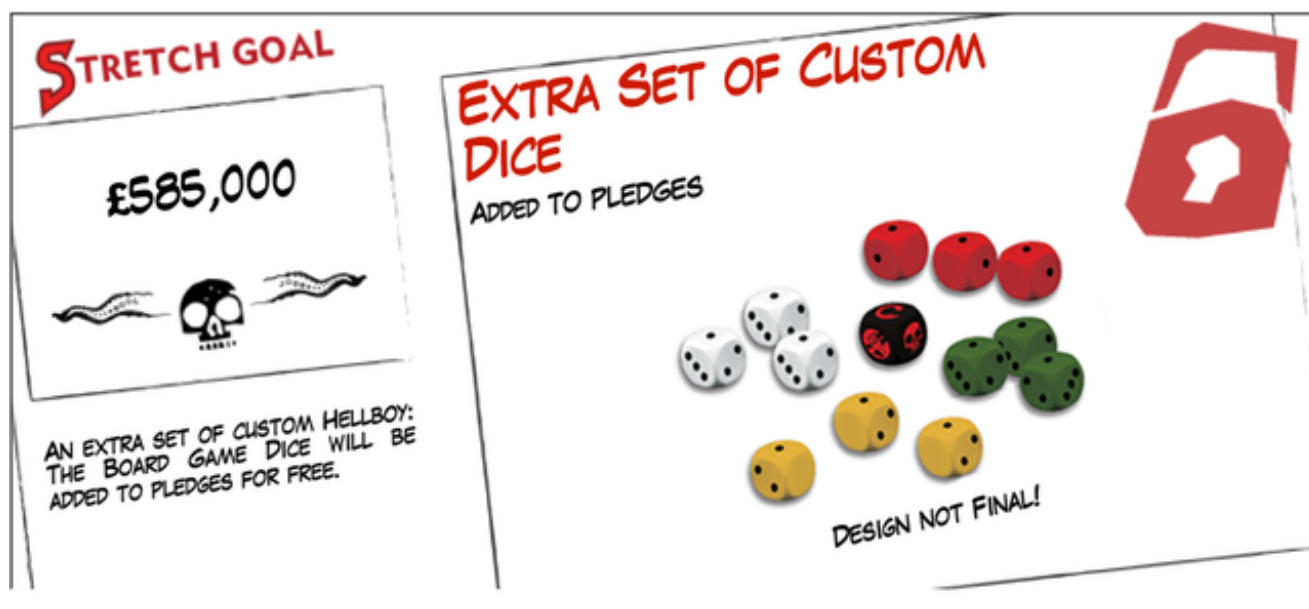 STRETCH GOAL
£585,000
AN EXTRA SET OF CUSTOM HELLBOY:
THE BOARD GAME DICE WILL BE
ADDED TO PLEDGES FOR FREE.
EXTRA SET OF CUSTOM
DICE
ADDED TO PLEDGES
DESIGN NOT FINAL!